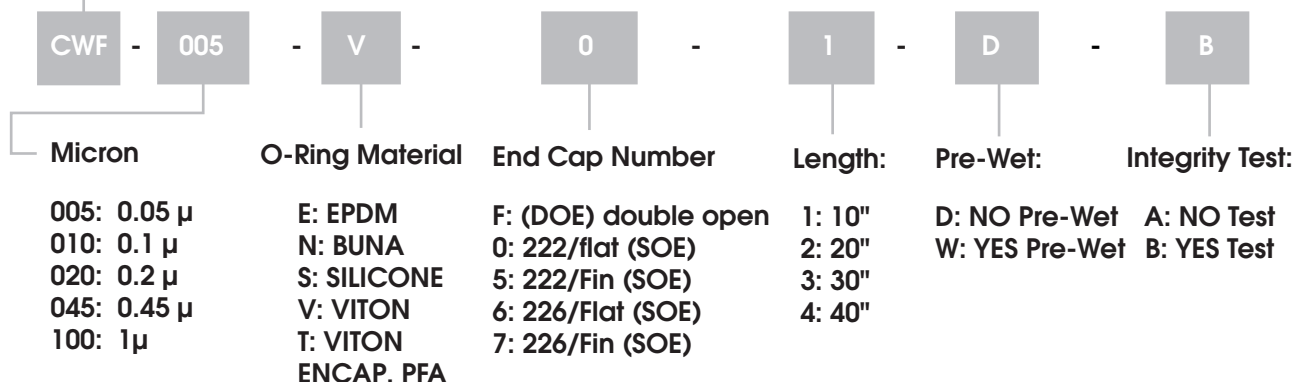 CWF - 005 - V - 0 - 1 - D - B
Micron
005: 0.05 µ
010: 0.1 µ
020: 0.2 µ
045: 0.45 µ
100: 1µ
O-Ring Material
E: EPDM
N: BUNA
S: SILICONE
V: VITON
T: VITON
ENCAP. PFA
End Cap Number
F: (DOE) double open
0: 222/flat (SOE)
5: 222/Fin (SOE)
6: 226/Flat (SOE)
7: 226/Fin (SOE)
Length:
1: 10"
2: 20"
3: 30"
4: 40"
Pre-Wet:
D: NO Pre-Wet
W: YES Pre-Wet
Integrity Test:
A: NO Test
B: YES Test